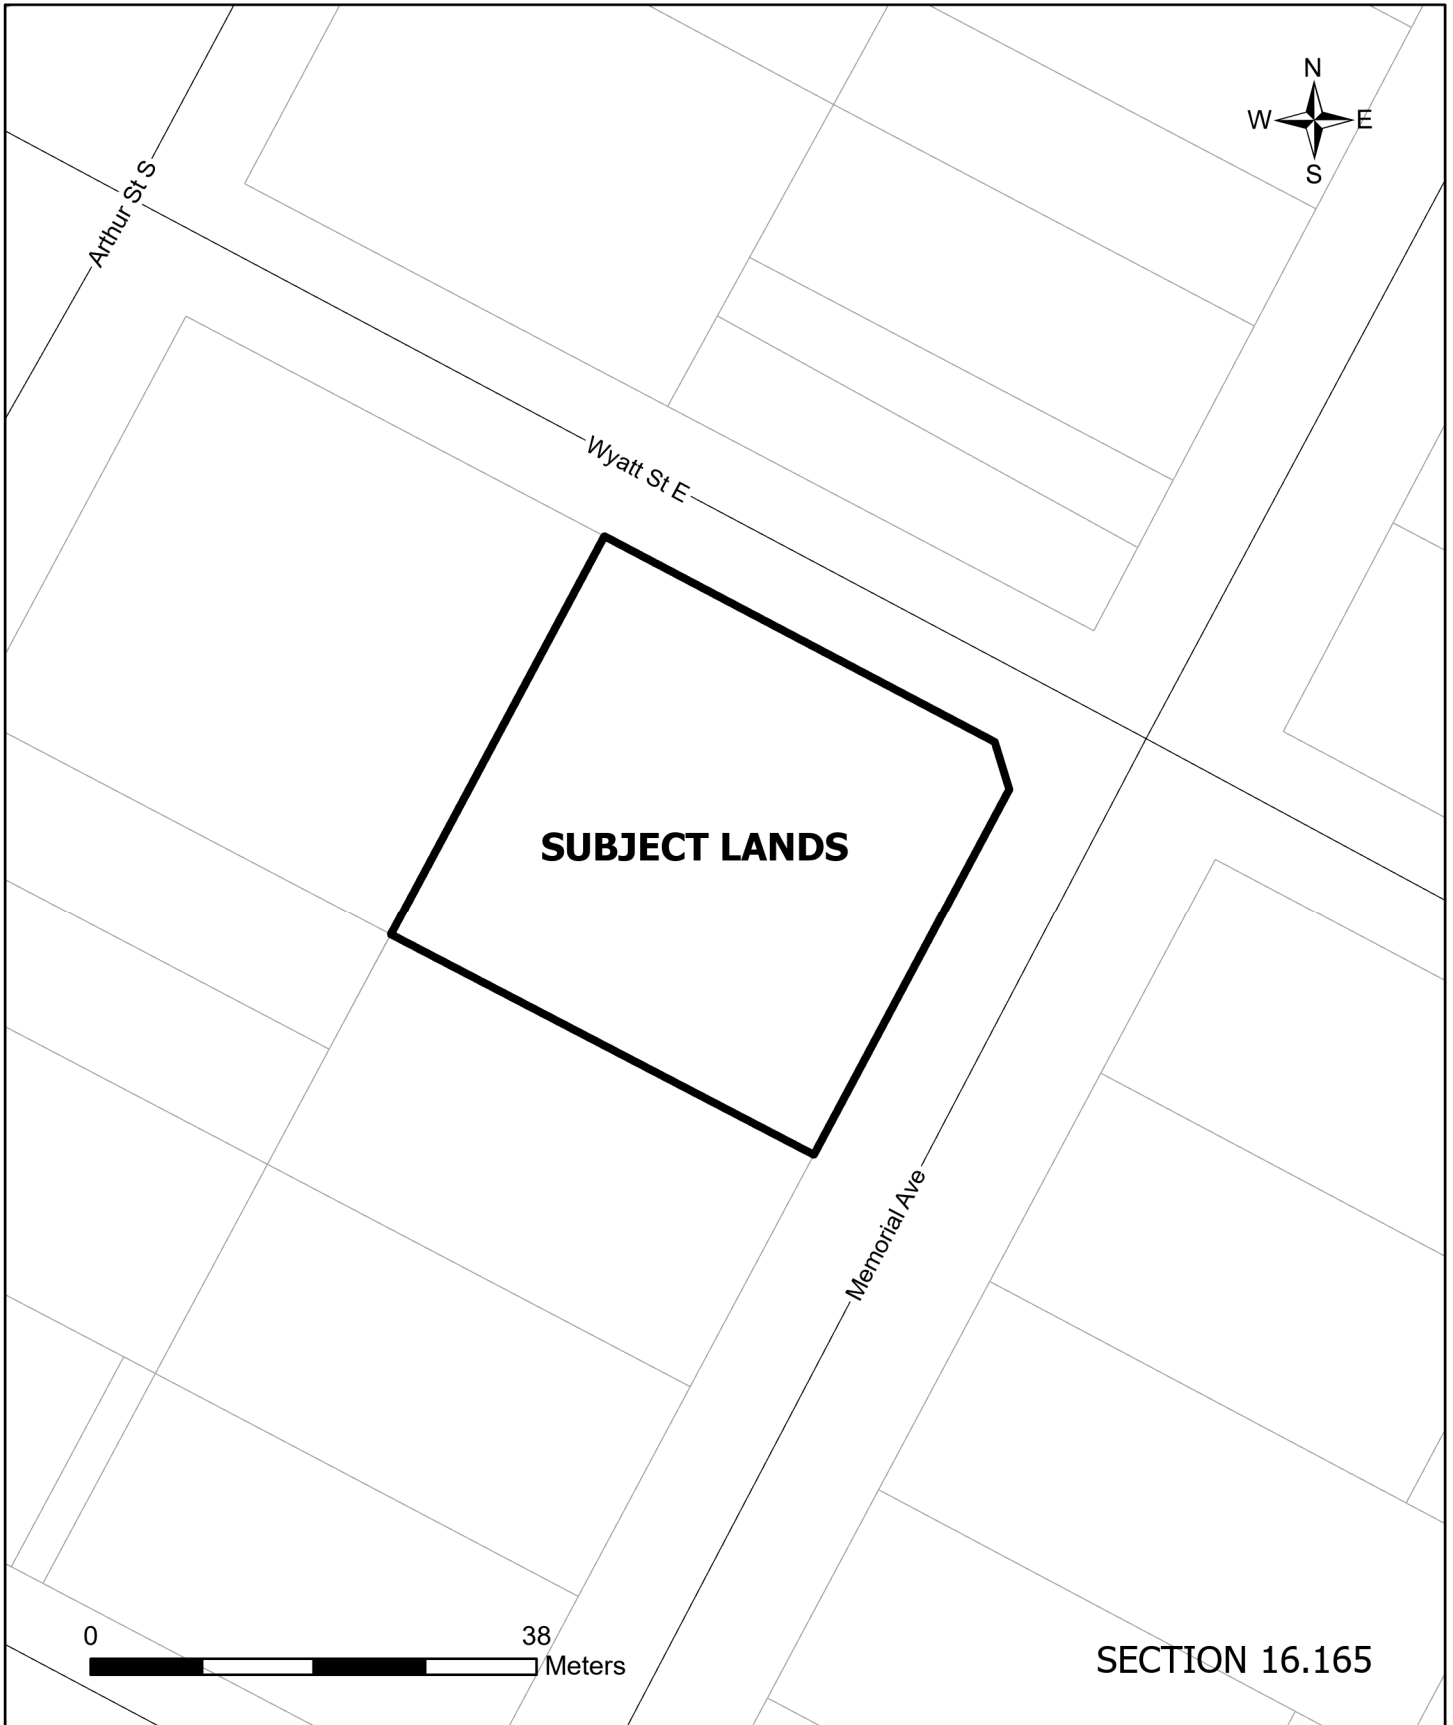 N
W E
S
Arthur St S
Wyatt St E
SUBJECT LANDS
Memorial Ave
0 38
Meters
SECTION 16.165